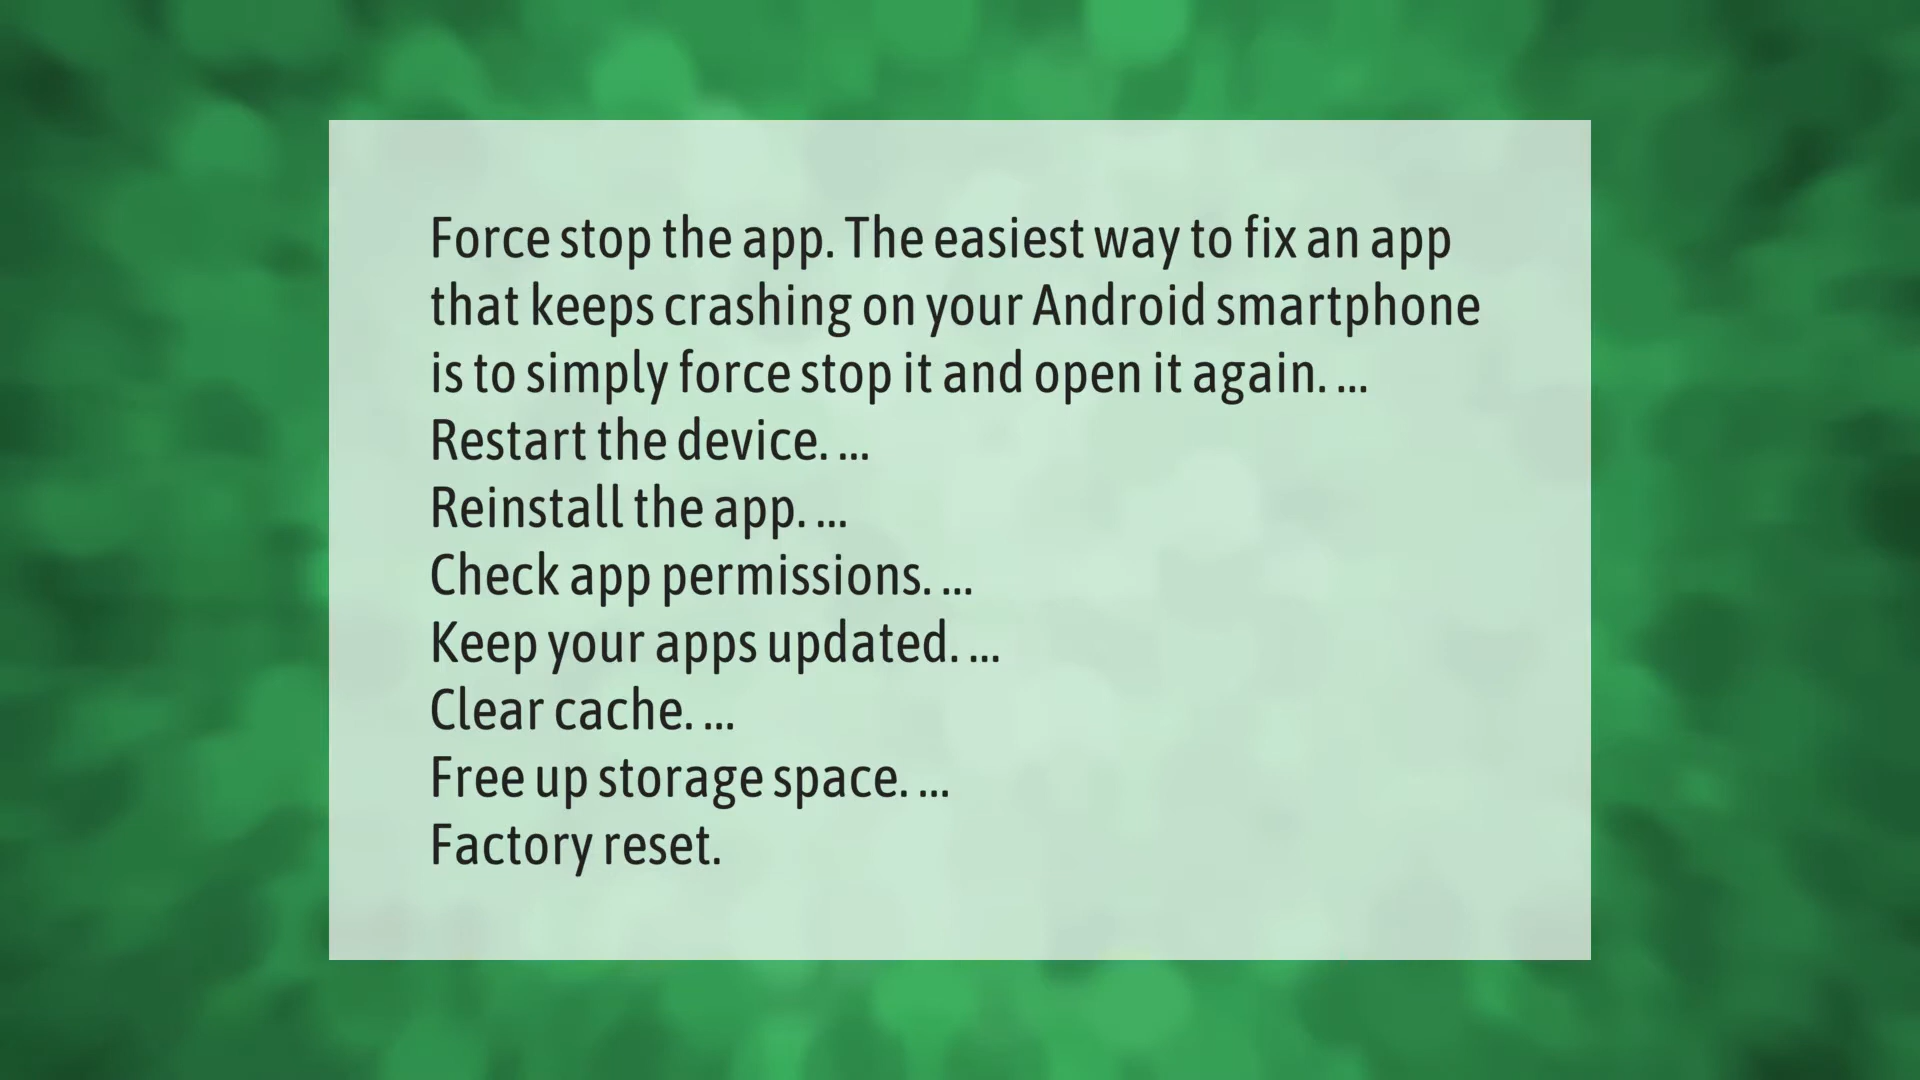 Force stop the app. The easiest way to fix an app
that keeps crashing on your Android smartphone
is to simply force stop it and open it again. ...
Restart the device. ...
Reinstall the app. ...
Check app permissions. ...
Keep your apps updated. ...
Clear cache. ...
Free up storage space. ...
Factory reset.